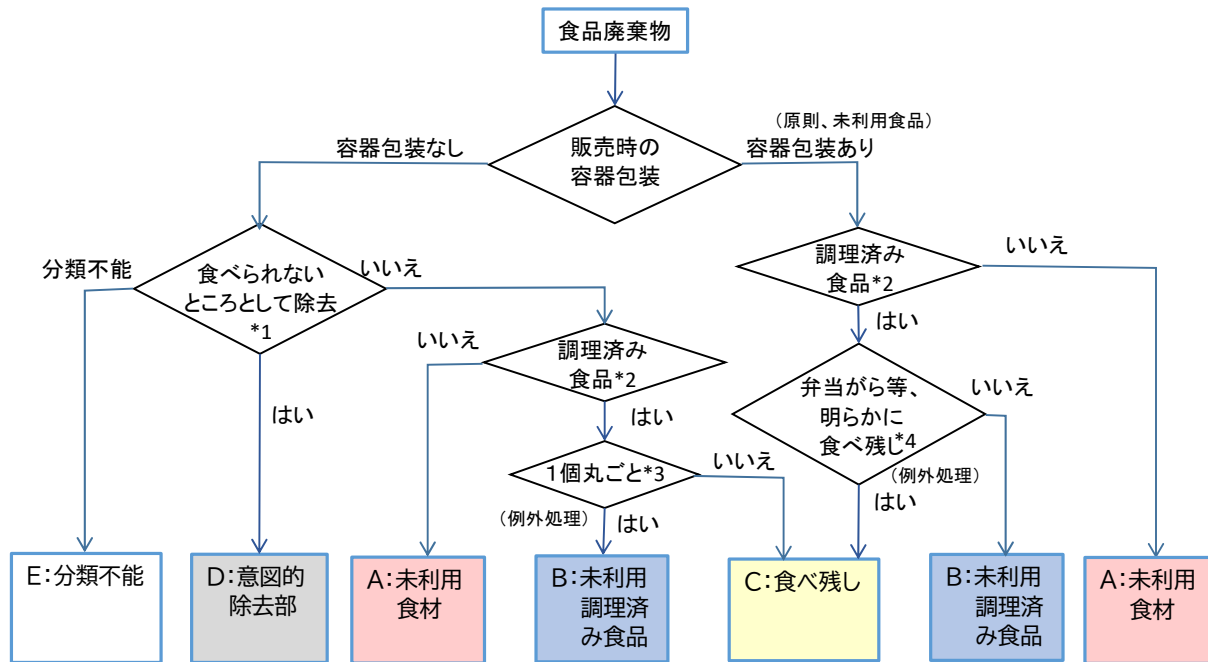 食品廃棄物
（原則、未利用食品）
容器包装なし
販売時の
容器包装
容器包装あり
分類不能
食べられない
ところとして除去
*1
いいえ
調理済み
食品*2
いいえ
はい
いいえ
調理済み
食品*2
はい
弁当がら等、
明らかに
食べ残し*4
いいえ
（例外処理）
はい
はい
1個丸ごと*3
いいえ
（例外処理）
はい
E：分類不能
D：意図的
除去部
A：未利用
食材
B：未利用
調理済
み食品
C：食べ残し
B：未利用
調理済
み食品
A：未利用
食材